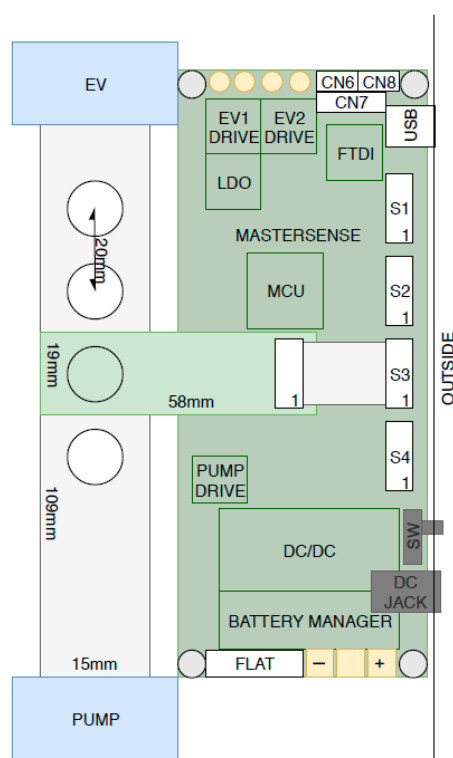 EV
CN6
CN8
CN7
USB
EV1
DRIVE
EV2
DRIVE
FTDI
LDO
S1
1
20mm
MASTERSENSE
MCU
S2
1
OUTSIDE
19mm
58mm
1
S3
1
S4
1
109mm
PUMP
DRIVE
SW
DC/DC
DC
JACK
BATTERY MANAGER
15mm
FLAT
–
+
PUMP